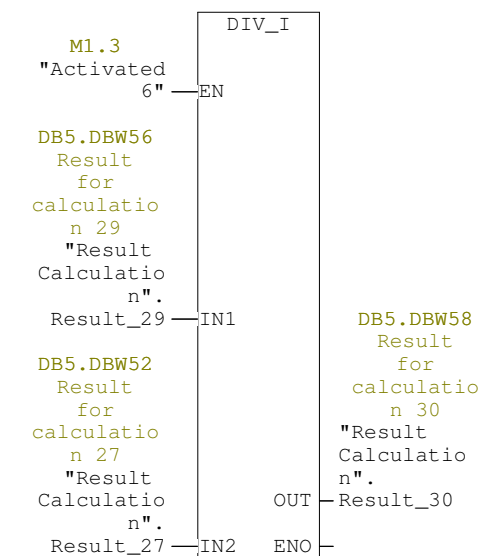 DIV_I
M1.3
"Activated
6"
EN
DB5.DBW56
Result
for
calculatio
n 29
"Result
Calculatio
n".
Result_29
IN1
DB5.DBW52
Result
for
calculatio
n 27
"Result
Calculatio
n".
Result_27
IN2
DB5.DBW58
Result
for
calculatio
n 30
"Result
Calculatio
n".
OUT
Result_30
ENO